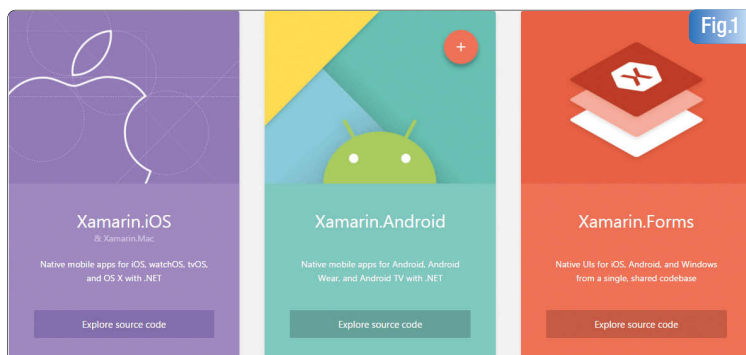 Fig.1
Xamarin.iOS
& Xamarin.Mac
Native mobile apps for iOS, watchOS, tvOS,
and OS X with .NET
Explore source code
Xamarin.Android
Native mobile apps for Android, Android
Wear, and Android TV with .NET
Explore source code
Xamarin.Forms
Native UIs for iOS, Android, and Windows
from a single, shared codebase
Explore source code